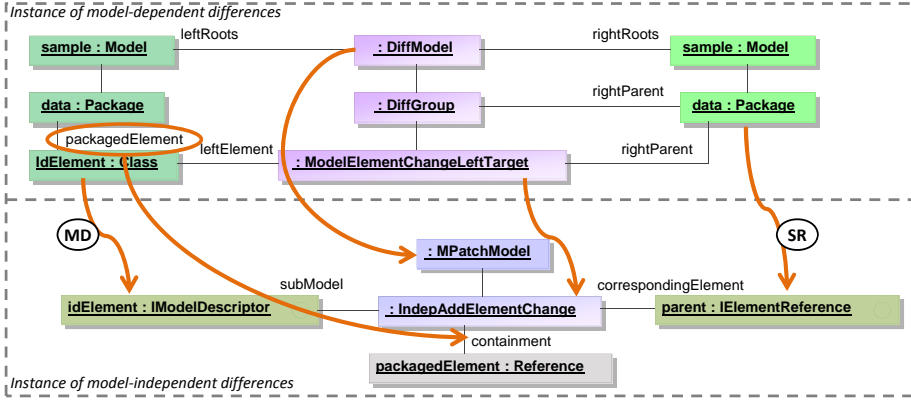 Instance of model-dependent differences
sample : Model
leftRoots
: DiffModel
rightRoots
sample : Model
data : Package
: DiffGroup
rightParent
data : Package
packagedElement
leftElement
rightParent
IdElement : Class
: ModelElementChangeLeftTarget
MD
SR
: MPatchModel
subModel
correspondingElement
idElement : IModelDescriptor
: IndepAddElementChange
parent : IElementReference
containment
packagedElement : Reference
Instance of model-independent differences